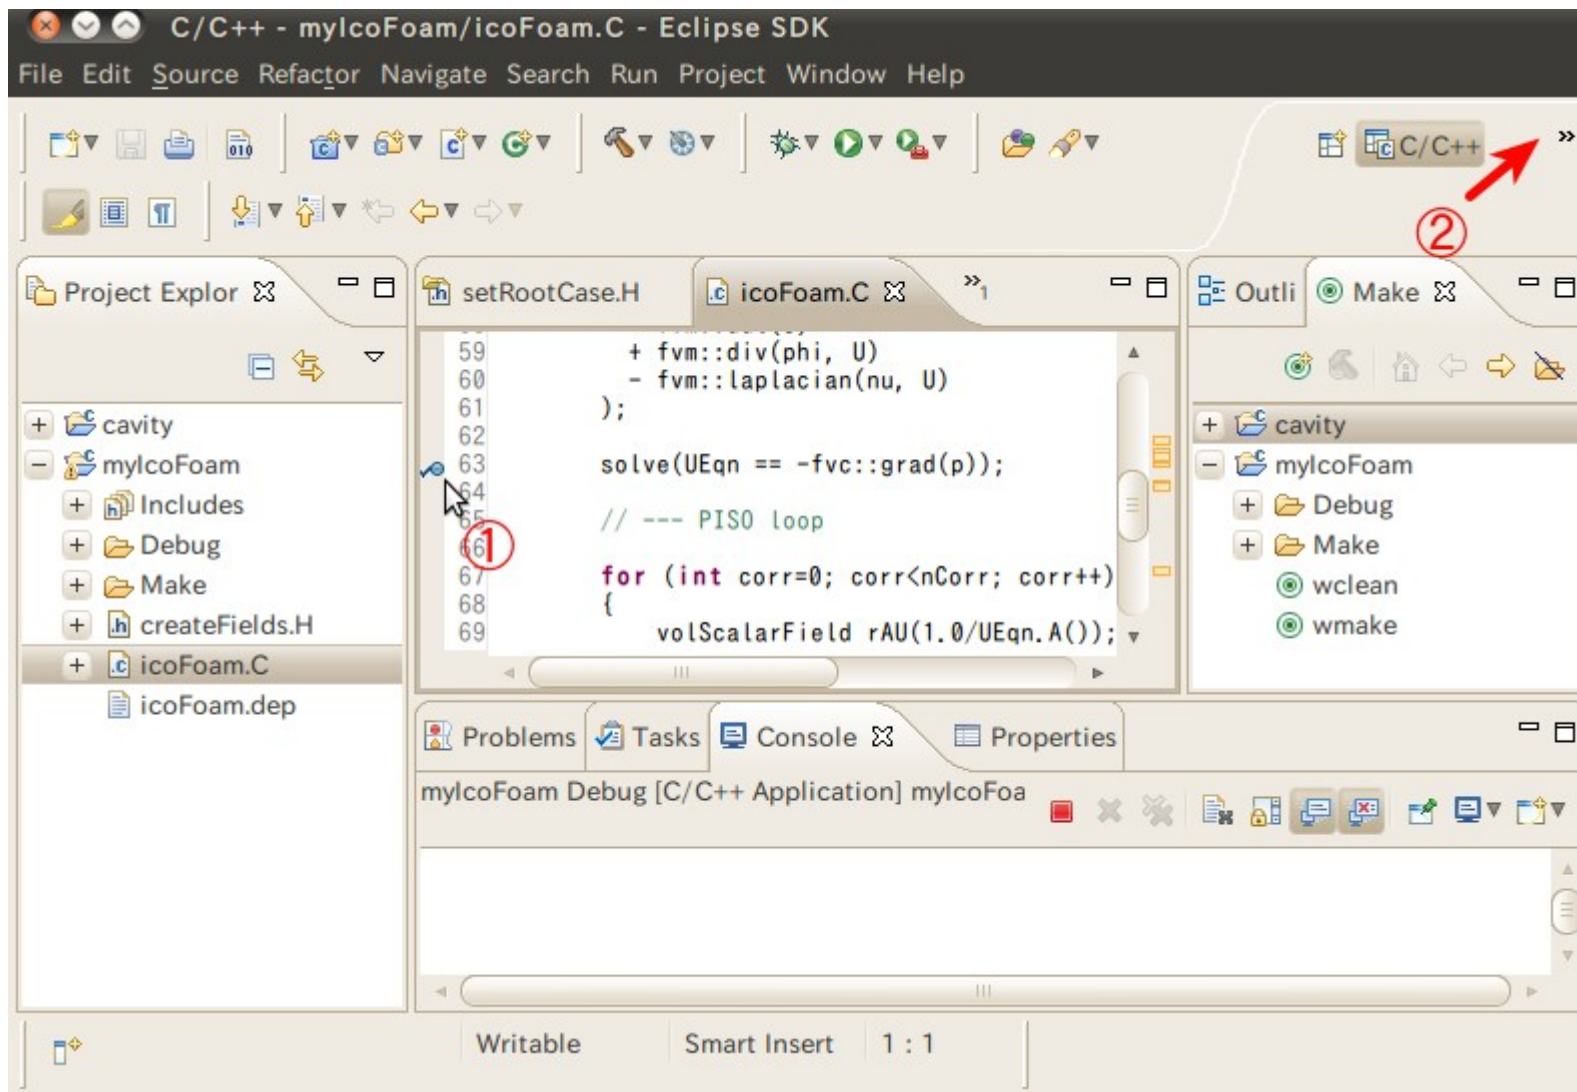 C/C++ - myIcoFoam/icoFoam.C - Eclipse SDK
File Edit Source Refactor Navigate Search Run Project Window Help
C/C++ »
②
Project Explor
cavity
myIcoFoam
Includes
Debug
Make
createFields.H
icoFoam.C
icoFoam.dep
setRootCase.H icoFoam.C »1
59 + fvm::div(phi, U)
60 - fvm::laplacian(nu, U)
61 );
62
63 solve(UEqn == -fvc::grad(p));
64
65 // --- PISO loop
66
①
67 for (int corr=0; corr<nCorr; corr++)
68 {
69 volScalarField rAU(1.0/UEqn.A());
Outli Make
cavity
myIcoFoam
Debug
Make
wclean
wmake
Problems Tasks Console Properties
myIcoFoam Debug [C/C++ Application] myIcoFoa
Writable Smart Insert 1 : 1